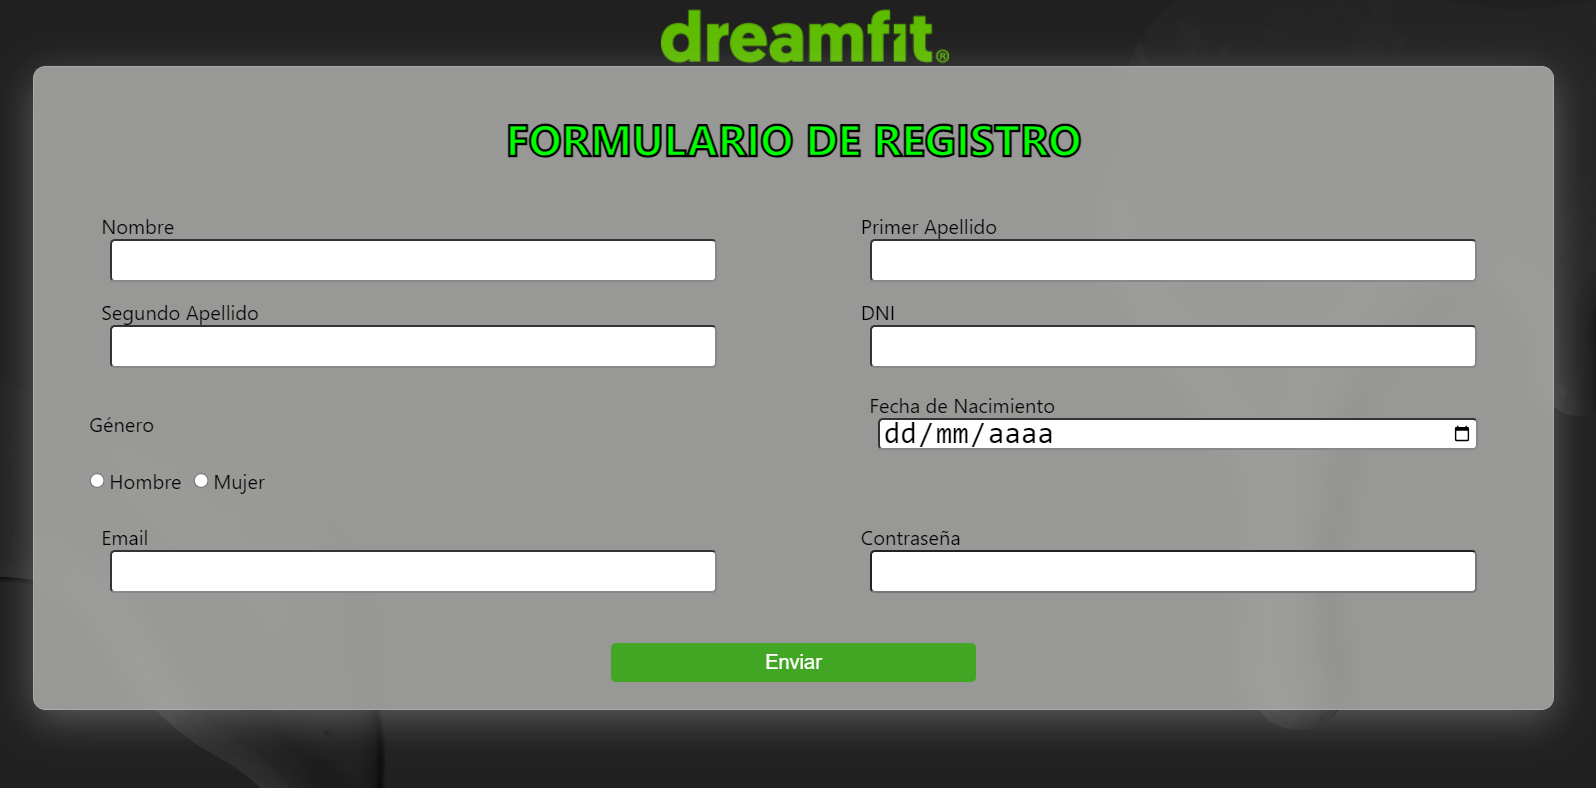 dreamfit®
FORMULARIO DE REGISTRO
Nombre
Primer Apellido
Segundo Apellido
DNI
Género
Fecha de Nacimiento
dd/mm/aaaa
Hombre Mujer
Email
Contraseña
Enviar